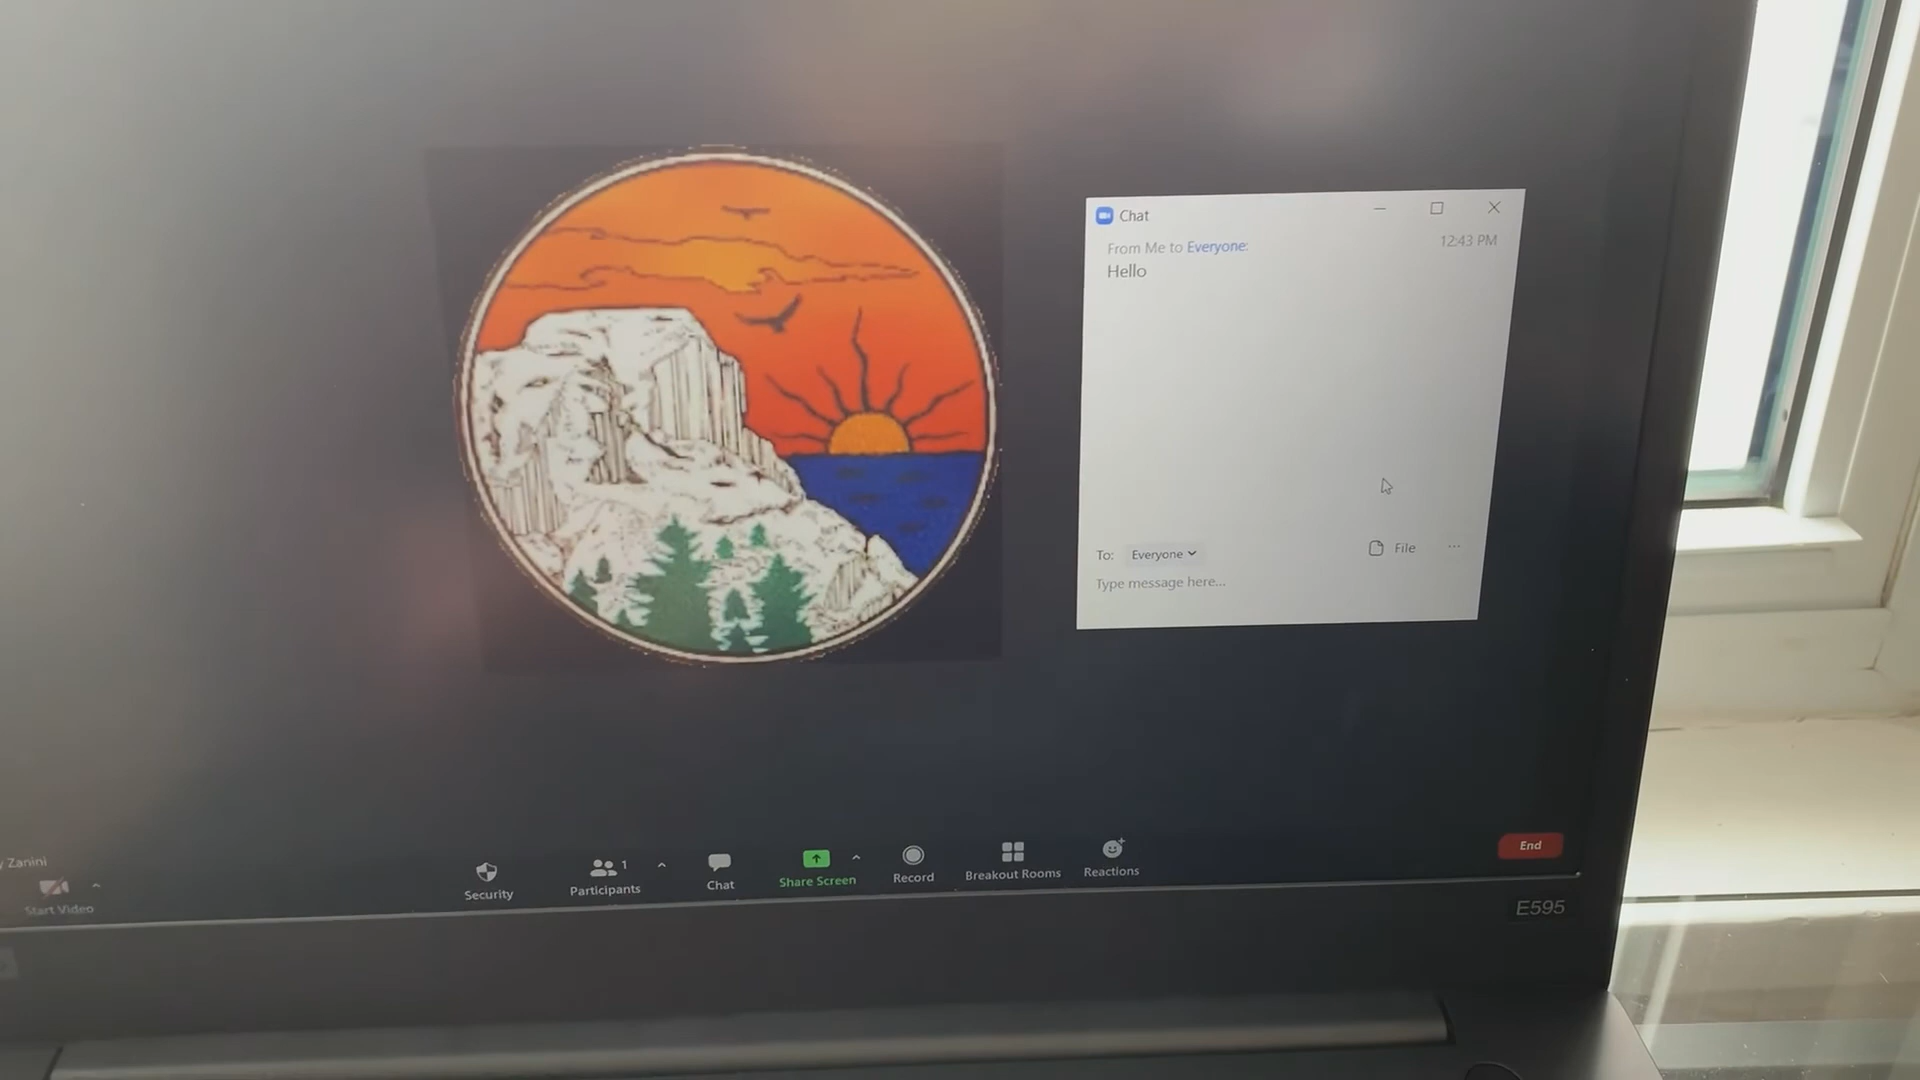 Chat
From Me to Everyone:
12:43 PM
Hello
To: Everyone
File
Type message here...
Zanini
Start Video
Security
1
Participants
Chat
Share Screen
Record
Breakout Rooms
Reactions
End
E595